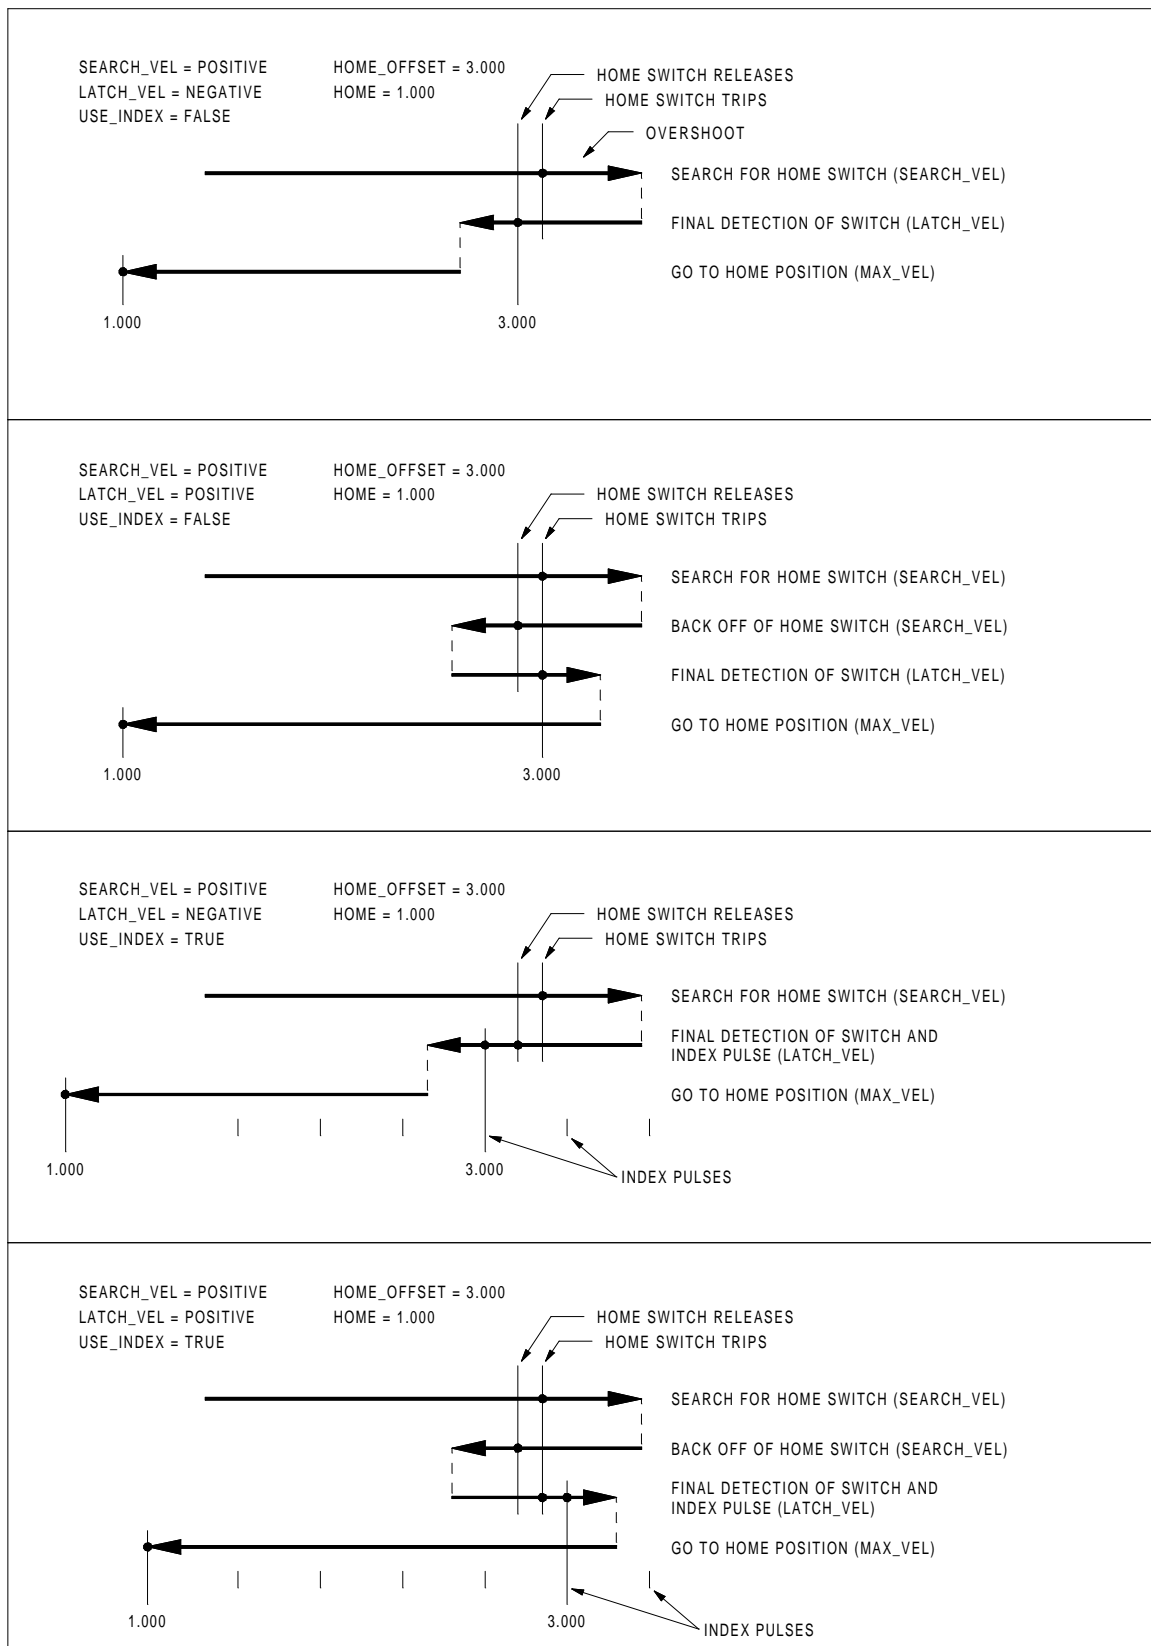 SEARCH_VEL = POSITIVE
LATCH_VEL = NEGATIVE
USE_INDEX = FALSE
HOME_OFFSET = 3.000
HOME = 1.000
HOME SWITCH RELEASES
HOME SWITCH TRIPS
OVERSHOOT
SEARCH FOR HOME SWITCH (SEARCH_VEL)
FINAL DETECTION OF SWITCH (LATCH_VEL)
GO TO HOME POSITION (MAX_VEL)
1.000
3.000
SEARCH_VEL = POSITIVE
LATCH_VEL = POSITIVE
USE_INDEX = FALSE
HOME_OFFSET = 3.000
HOME = 1.000
HOME SWITCH RELEASES
HOME SWITCH TRIPS
SEARCH FOR HOME SWITCH (SEARCH_VEL)
BACK OFF OF HOME SWITCH (SEARCH_VEL)
FINAL DETECTION OF SWITCH (LATCH_VEL)
GO TO HOME POSITION (MAX_VEL)
1.000
3.000
SEARCH_VEL = POSITIVE
LATCH_VEL = NEGATIVE
USE_INDEX = TRUE
HOME_OFFSET = 3.000
HOME = 1.000
HOME SWITCH RELEASES
HOME SWITCH TRIPS
SEARCH FOR HOME SWITCH (SEARCH_VEL)
FINAL DETECTION OF SWITCH AND
INDEX PULSE (LATCH_VEL)
GO TO HOME POSITION (MAX_VEL)
1.000
3.000
INDEX PULSES
SEARCH_VEL = POSITIVE
LATCH_VEL = POSITIVE
USE_INDEX = TRUE
HOME_OFFSET = 3.000
HOME = 1.000
HOME SWITCH RELEASES
HOME SWITCH TRIPS
SEARCH FOR HOME SWITCH (SEARCH_VEL)
BACK OFF OF HOME SWITCH (SEARCH_VEL)
FINAL DETECTION OF SWITCH AND
INDEX PULSE (LATCH_VEL)
GO TO HOME POSITION (MAX_VEL)
1.000
3.000
INDEX PULSES